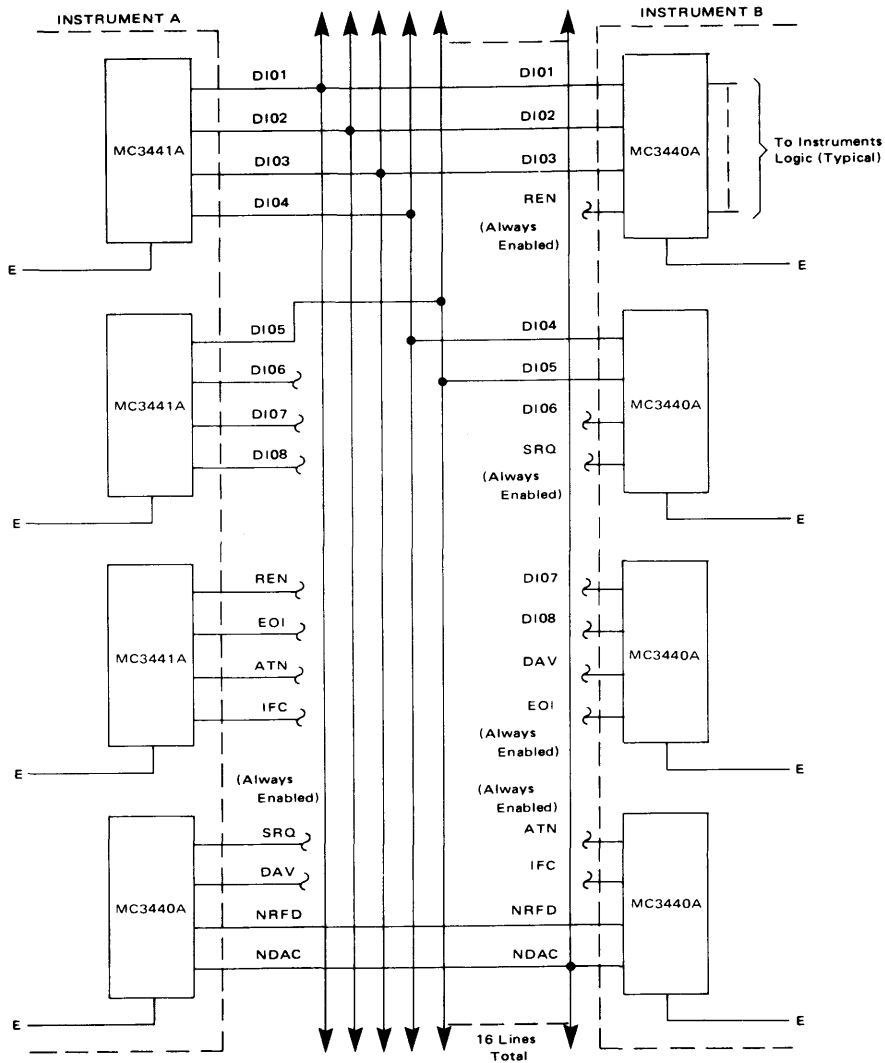 INSTRUMENT A
INSTRUMENT B
MC3441A
DI01
DI02
DI03
DI04
E
DI01
DI02
DI03
REN
(Always
Enabled)
MC3440A
To Instruments
Logic (Typical)
E
MC3441A
DI05
DI06
DI07
DI08
E
DI04
DI05
DI06
SRQ
(Always
Enabled)
MC3440A
E
MC3441A
REN
EOI
ATN
IFC
E
DI07
DI08
DAV
EOI
(Always
Enabled)
MC3440A
E
(Always
Enabled)
MC3440A
SRQ
DAV
NRFD
NDAC
E
(Always
Enabled)
ATN
IFC
NRFD
NDAC
MC3440A
E
16 Lines
Total